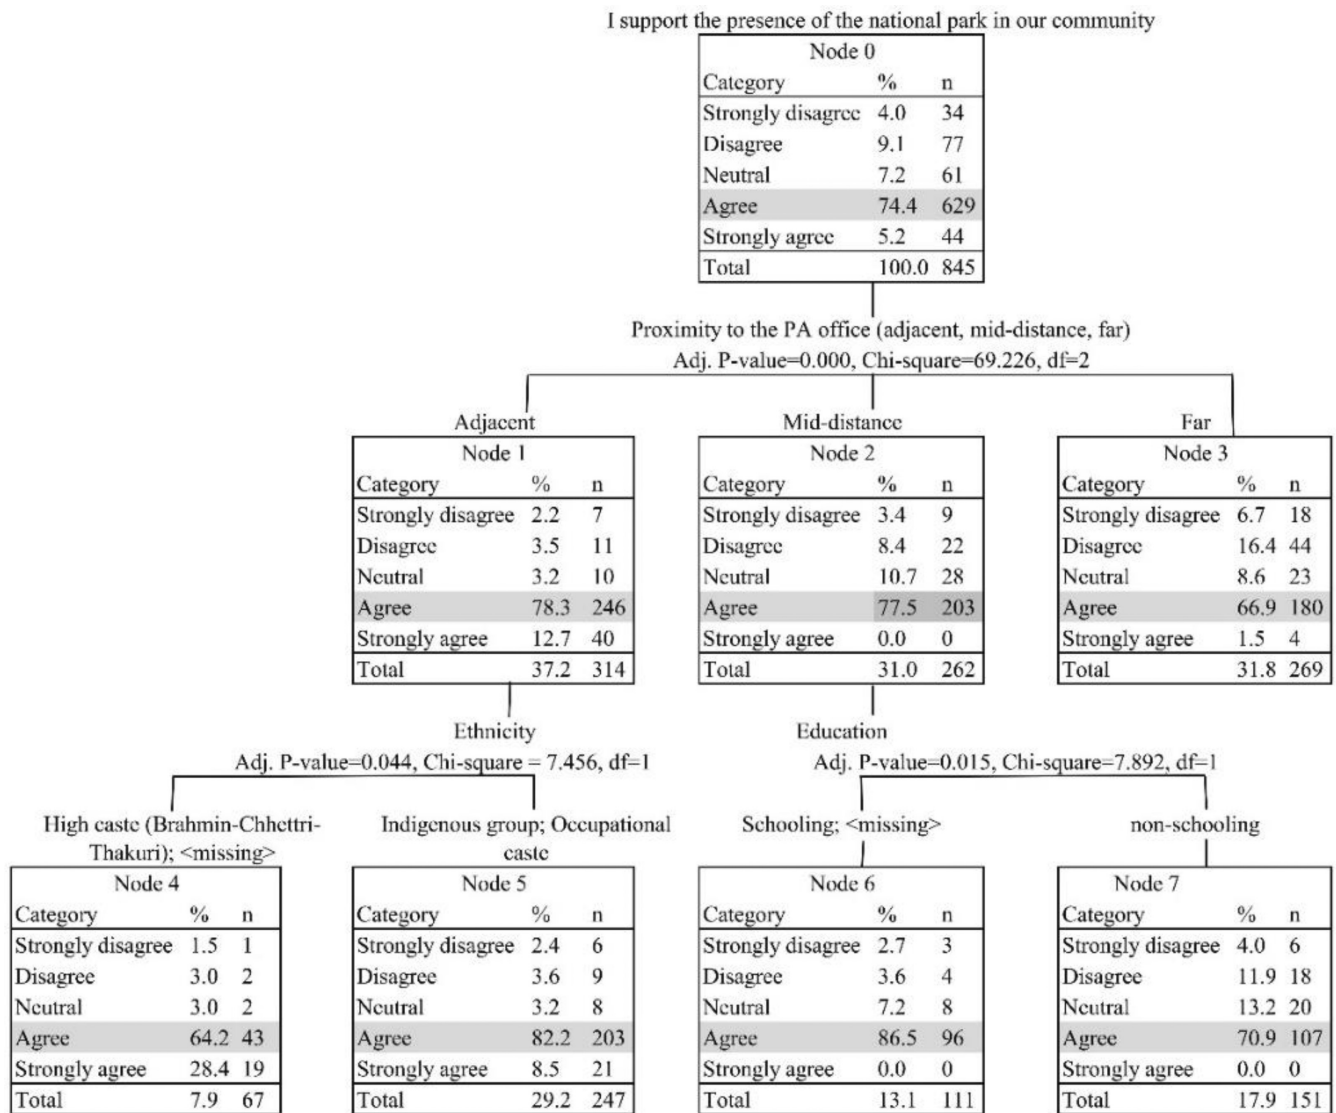 I support the presence of the national park in our community
Node 0
Category % n
Strongly disagree 4.0 34
Disagree 9.1 77
Neutral 7.2 61
Agree 74.4 629
Strongly agree 5.2 44
Total 100.0 845
Proximity to the PA office (adjacent, mid-distance, far)
Adj. P-value=0.000, Chi-square=69.226, df=2
Adjacent
Node 1
Category % n
Strongly disagree 2.2 7
Disagree 3.5 11
Neutral 3.2 10
Agree 78.3 246
Strongly agree 12.7 40
Total 37.2 314
Mid-distance
Node 2
Category % n
Strongly disagree 3.4 9
Disagree 8.4 22
Neutral 10.7 28
Agree 77.5 203
Strongly agree 0.0 0
Total 31.0 262
Far
Node 3
Category % n
Strongly disagree 6.7 18
Disagree 16.4 44
Neutral 8.6 23
Agree 66.9 180
Strongly agree 1.5 4
Total 31.8 269
Ethnicity
Adj. P-value=0.044, Chi-square = 7.456, df=1
Education
Adj. P-value=0.015, Chi-square=7.892, df=1
High caste (Brahmin-Chhettri-
Thakuri); <missing>
Node 4
Category % n
Strongly disagree 1.5 1
Disagree 3.0 2
Neutral 3.0 2
Agree 64.2 43
Strongly agree 28.4 19
Total 7.9 67
Indigenous group; Occupational
caste
Node 5
Category % n
Strongly disagree 2.4 6
Disagree 3.6 9
Neutral 3.2 8
Agree 82.2 203
Strongly agree 8.5 21
Total 29.2 247
Schooling; <missing>
Node 6
Category % n
Strongly disagree 2.7 3
Disagree 3.6 4
Neutral 7.2 8
Agree 86.5 96
Strongly agree 0.0 0
Total 13.1 111
non-schooling
Node 7
Category % n
Strongly disagree 4.0 6
Disagree 11.9 18
Neutral 13.2 20
Agree 70.9 107
Strongly agree 0.0 0
Total 17.9 151